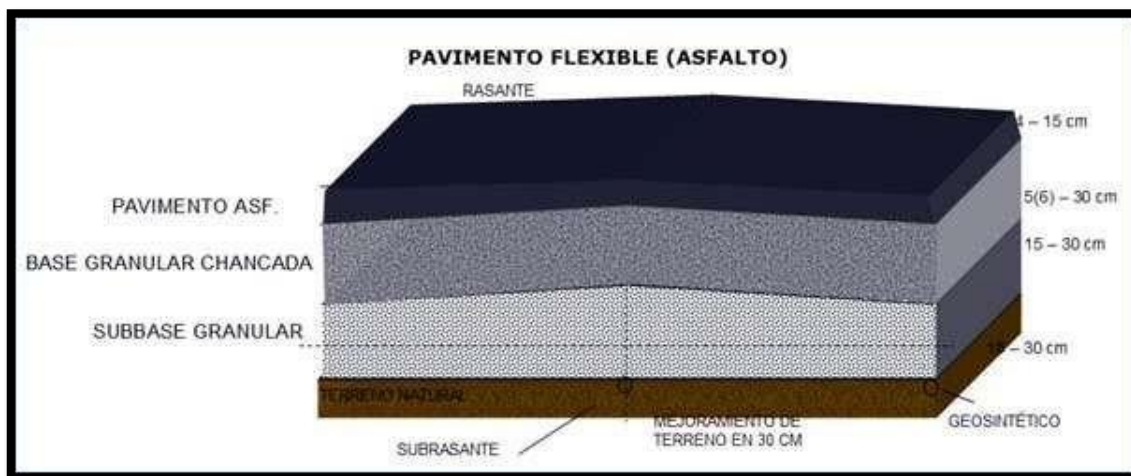 PAVIMENTO FLEXIBLE (ASFALTO)
RASANTE
– 15 cm
PAVIMENTO ASF.
5(6) – 30 cm
15 – 30 cm
BASE GRANULAR CHANCADA
SUBBASE GRANULAR
– 30 cm
TERRENO NATURAL
MEJORAMIENTO DE
TERRENO EN 30 CM
GEOSINTÉTICO
SUBRASANTE